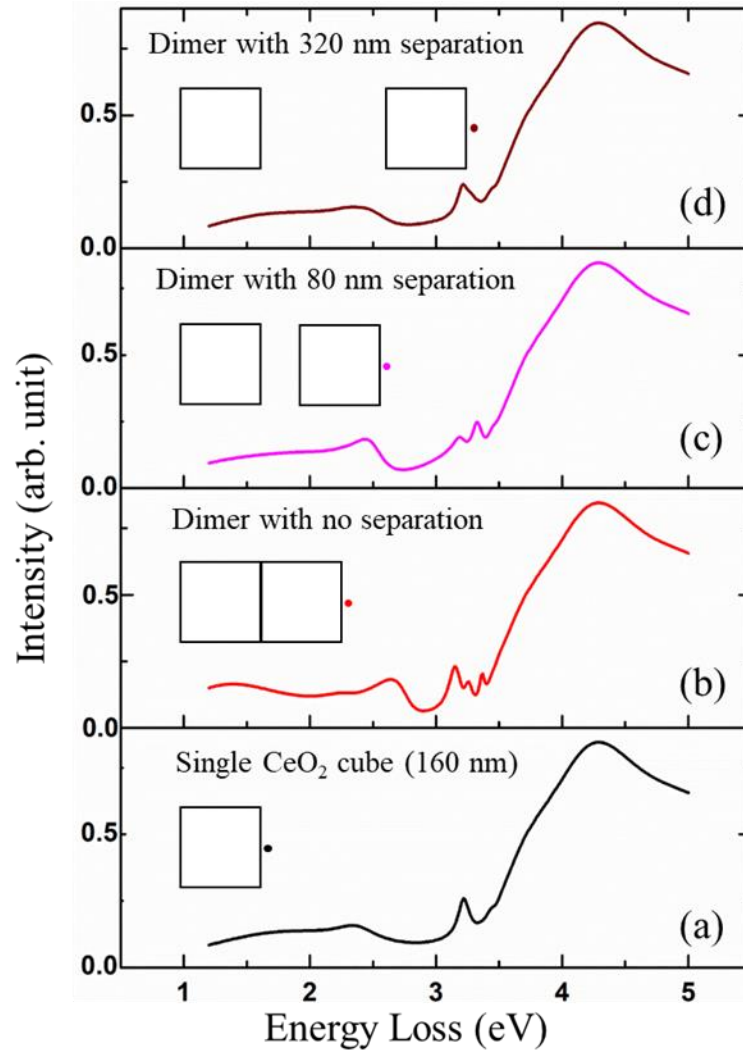 Dimer with 320 nm separation
0.5
(d)
0.0
Dimer with 80 nm separation
0.5
(c)
0.0
Dimer with no separation
0.5
(b)
0.0
Single CeO₂ cube (160 nm)
0.5
(a)
0.0
1 2 3 4 5
Energy Loss (eV)
Intensity (arb. unit)